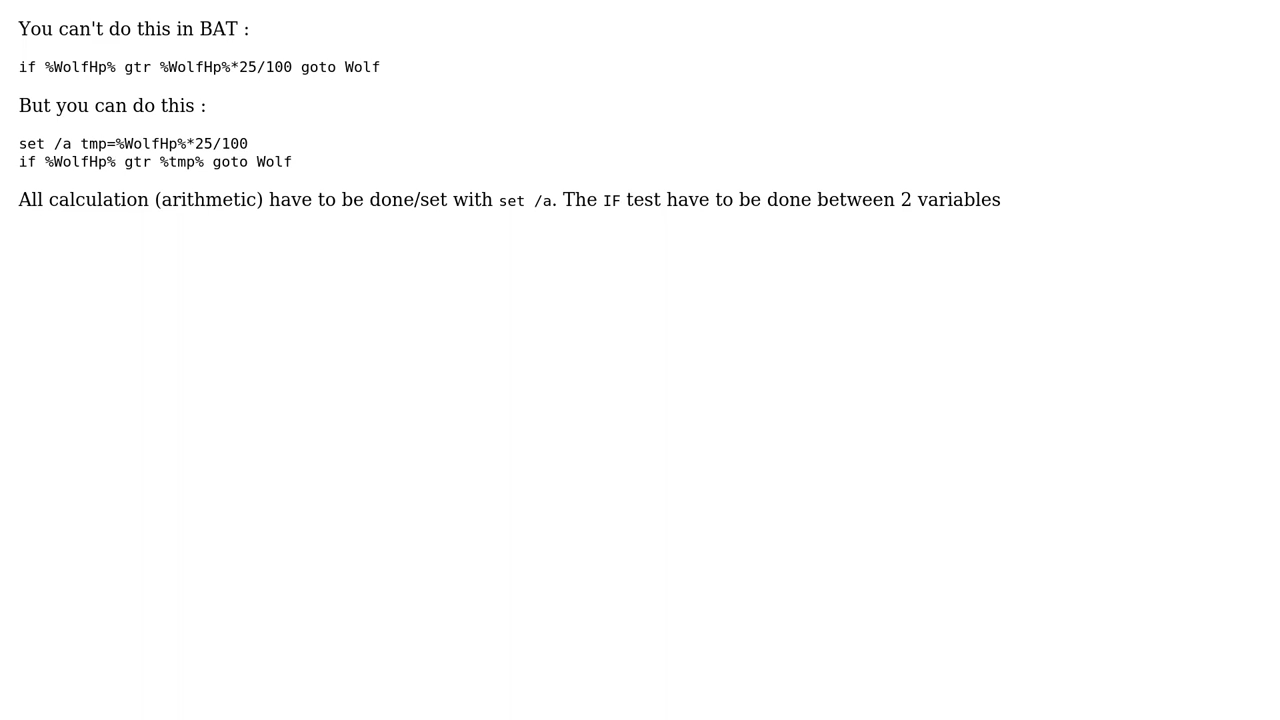 You can't do this in BAT :
if %WolfHp% gtr %WolfHp%*25/100 goto Wolf
But you can do this :
set /a tmp=%WolfHp%*25/100
if %WolfHp% gtr %tmp% goto Wolf
All calculation (arithmetic) have to be done/set with set /a. The IF test have to be done between 2 variables